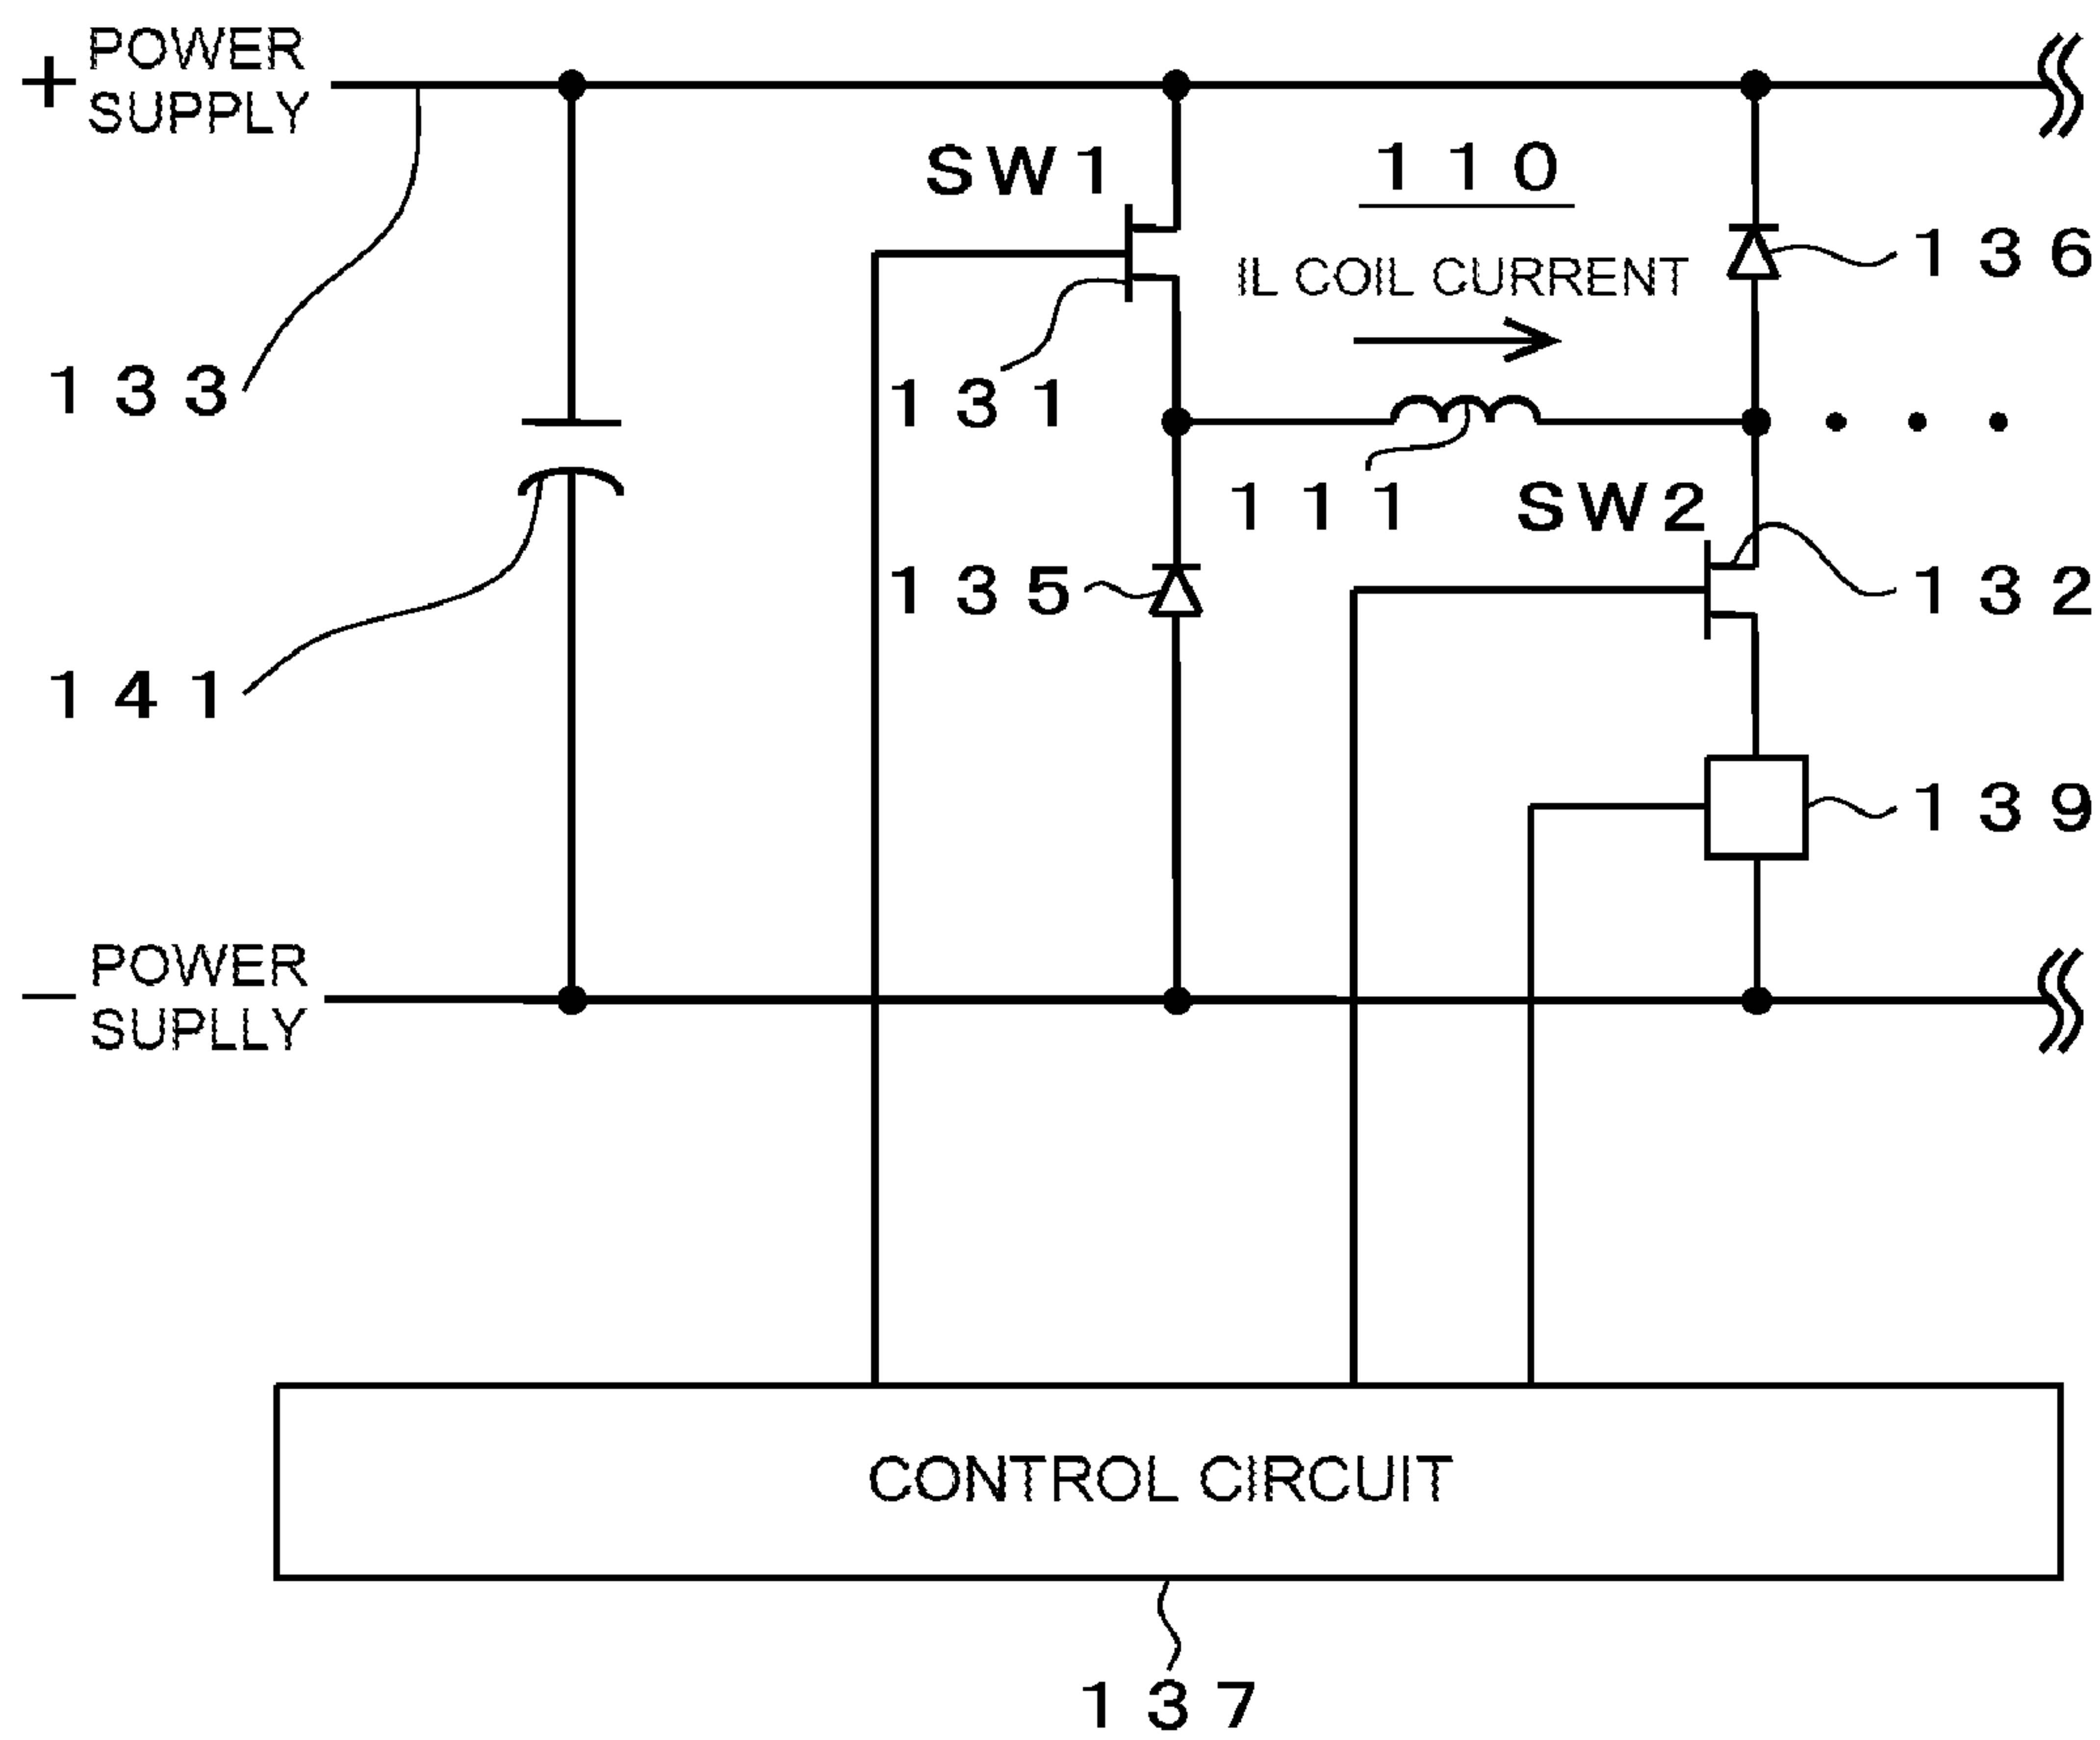 + POWER
SUPPLY
SW1
110
136
IL COIL CURRENT
133
131
111
SW2
135
132
141
139
− POWER
SUPLLY
CONTROL CIRCUIT
137